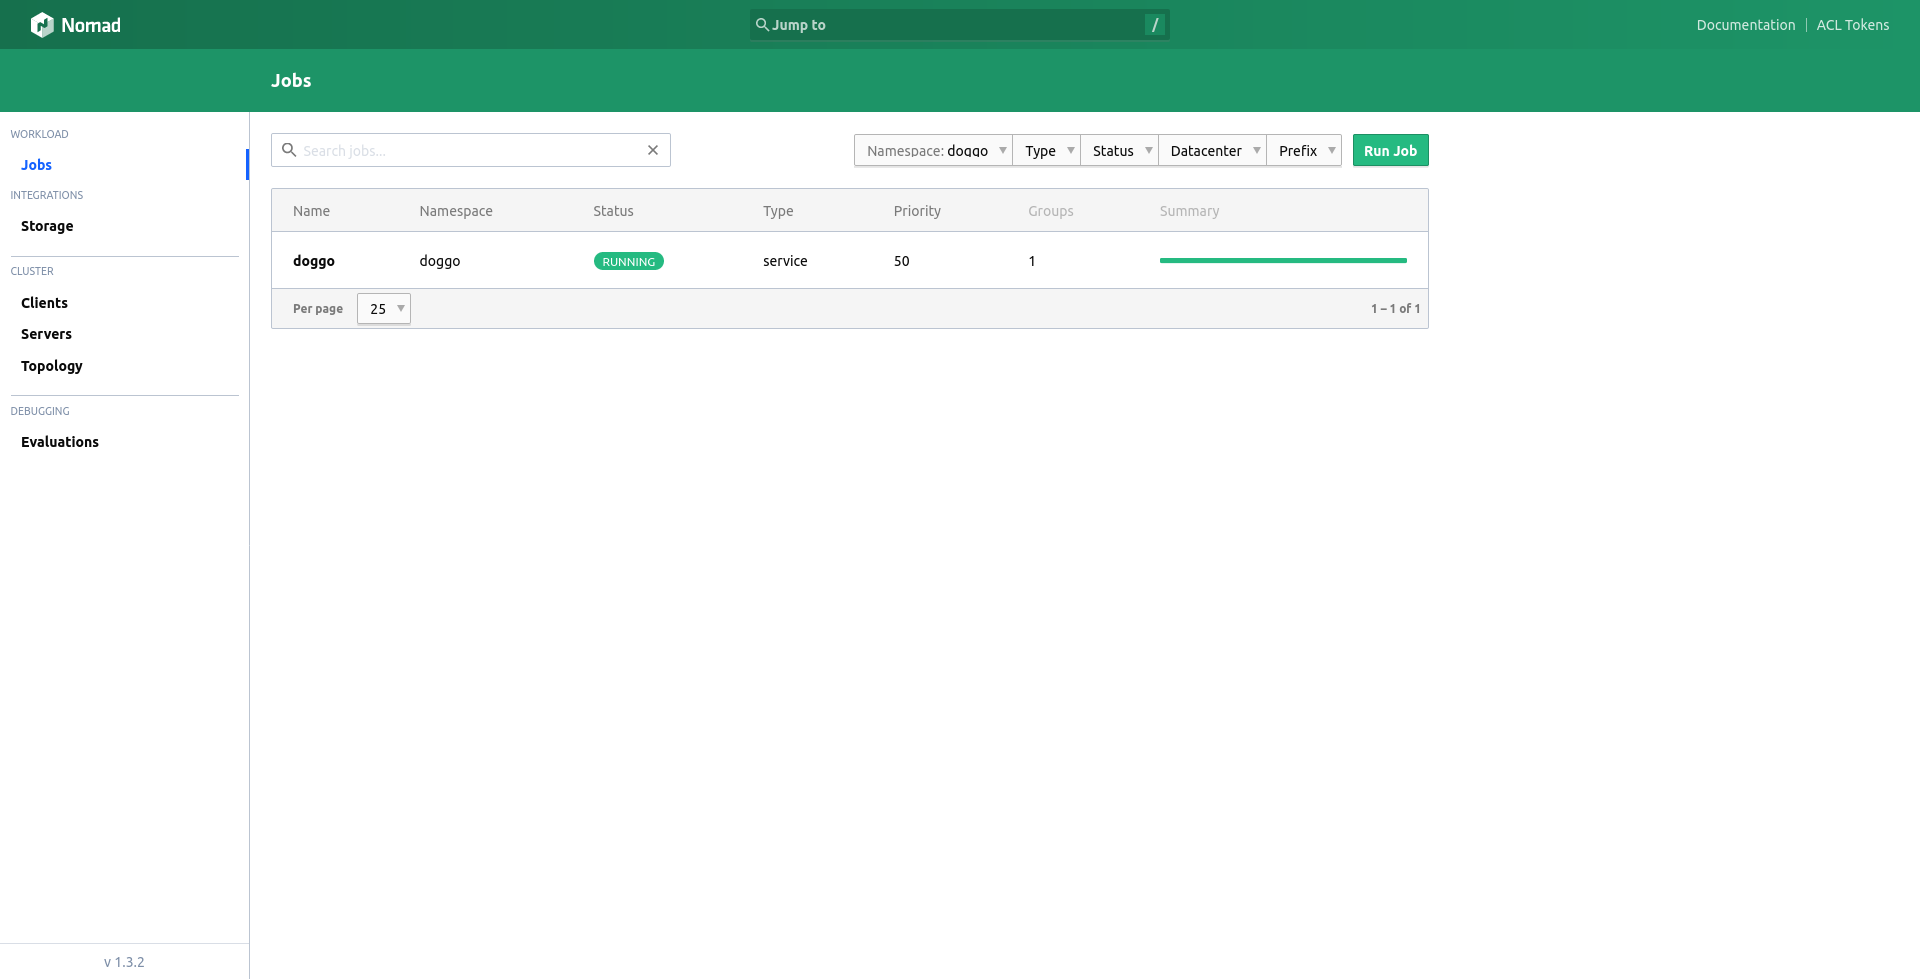 Nomad
Jump to
/
Documentation
ACL Tokens
Jobs
WORKLOAD
Jobs
INTEGRATIONS
Storage
CLUSTER
Clients
Servers
Topology
DEBUGGING
Evaluations
v 1.3.2
Search jobs...
Namespace: doggo
Type
Status
Datacenter
Prefix
Run Job
Name Namespace Status Type Priority Groups Summary
doggo doggo RUNNING service 50 1
Per page 25 1 – 1 of 1